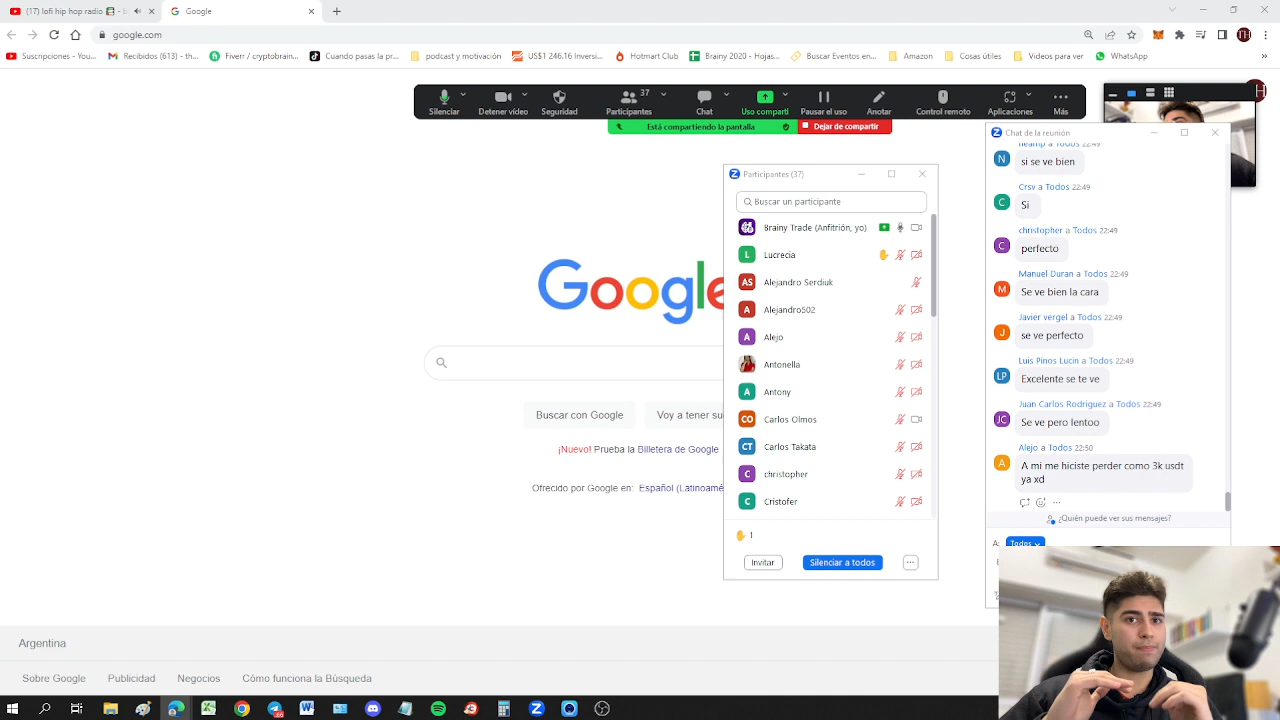 (17) lofi hip hop radio
Google
google.com
Suscripciones - You...
Recibidos (613) - th...
Fiverr / cryptobrain...
Cuando pasas la pr...
podcast y motivación
US$1 246.16 Inversi...
Hotmart Club
Brainy 2020 - Hojas...
Buscar Eventos en...
Amazon
Cosas útiles
Videos para ver
WhatsApp
»
Silenciar
Detener video
Seguridad
Participantes
37
Chat
Uso comparti
Pausar el uso
Anotar
Control remoto
Aplicaciones
Más
Está compartiendo la pantalla
Dejar de compartir
Google
Buscar con Google
Voy a tener su
¡Nuevo! Prueba la Billetera de Google
Ofrecido por Google en: Español (Latinoamé
Argentina
Sobre Google
Publicidad
Negocios
Cómo funciona la Búsqueda
Participantes (37)
Buscar un participante
Brainy Trade (Anfitrión, yo)
L Lucrecia
AS Alejandro Serdiuk
A Alejandro502
A Alejo
Antonella
A Antony
CO Carlos Olmos
CT Carlos Takata
C christopher
C Cristofer
1
Invitar
Silenciar a todos
...
Chat de la reunión
a Todos 22:49
N si se ve bien
Crsv a Todos 22:49
C Si
christopher a Todos 22:49
C perfecto
Manuel Duran a Todos 22:49
M Se ve bien la cara
Javier vergel a Todos 22:49
J se ve perfecto
Luis Pinos Lucin a Todos 22:49
LP Excelente se te ve
Juan Carlos Rodriguez a Todos 22:49
JC Se ve pero lentoo
Alejo a Todos 22:50
A A mi me hiciste perder como 3k usdt
ya xd
¿Quién puede ver sus mensajes?
Todos